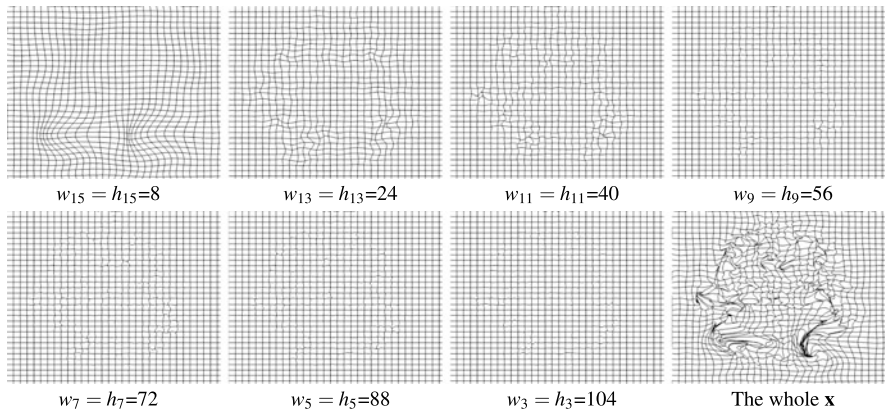 w₁₅ = h₁₅=8
w₁₃ = h₁₃=24
w₁₁ = h₁₁=40
w₉ = h₉=56
w₇ = h₇=72
w₅ = h₅=88
w₃ = h₃=104
The whole x